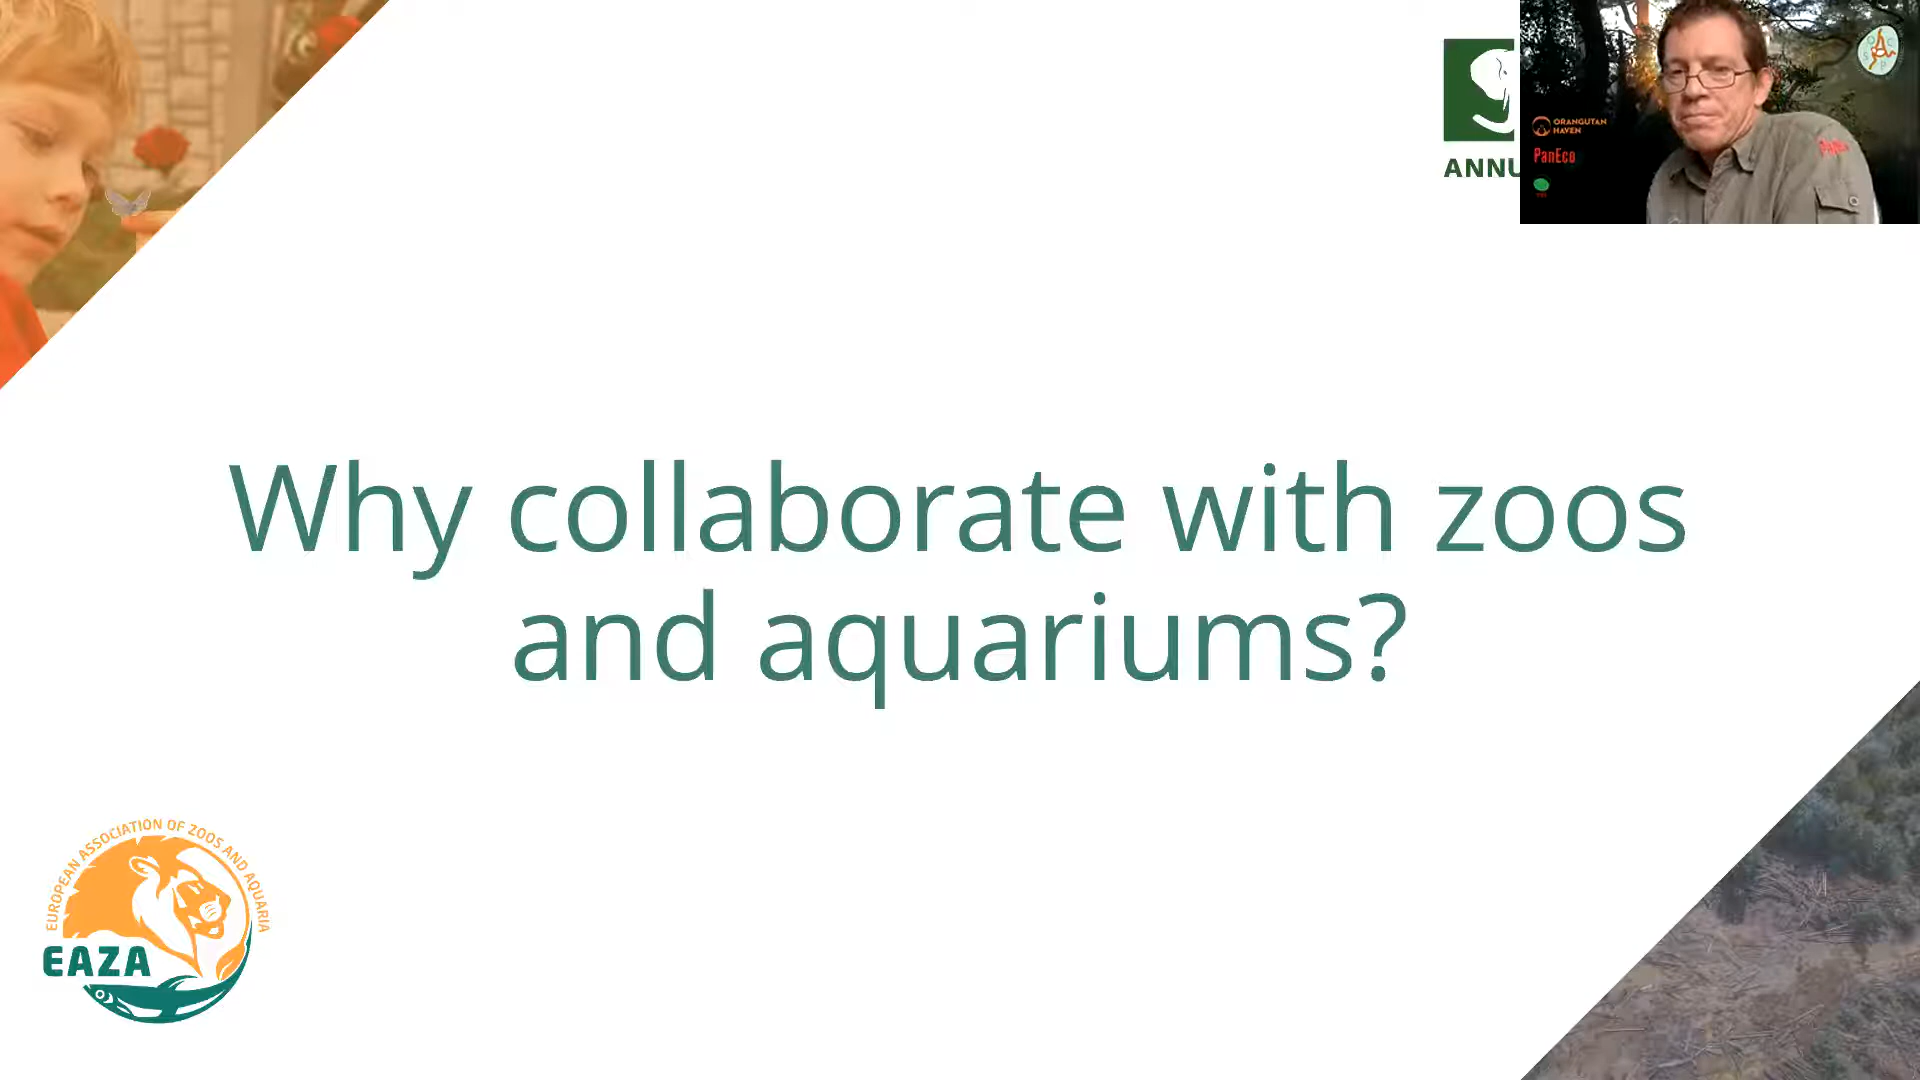 ANNU
ORANGUTAN
HAVEN
PanEco
Why collaborate with zoos
and aquariums?
EUROPEAN ASSOCIATION OF ZOOS AND AQUARIA
EAZA